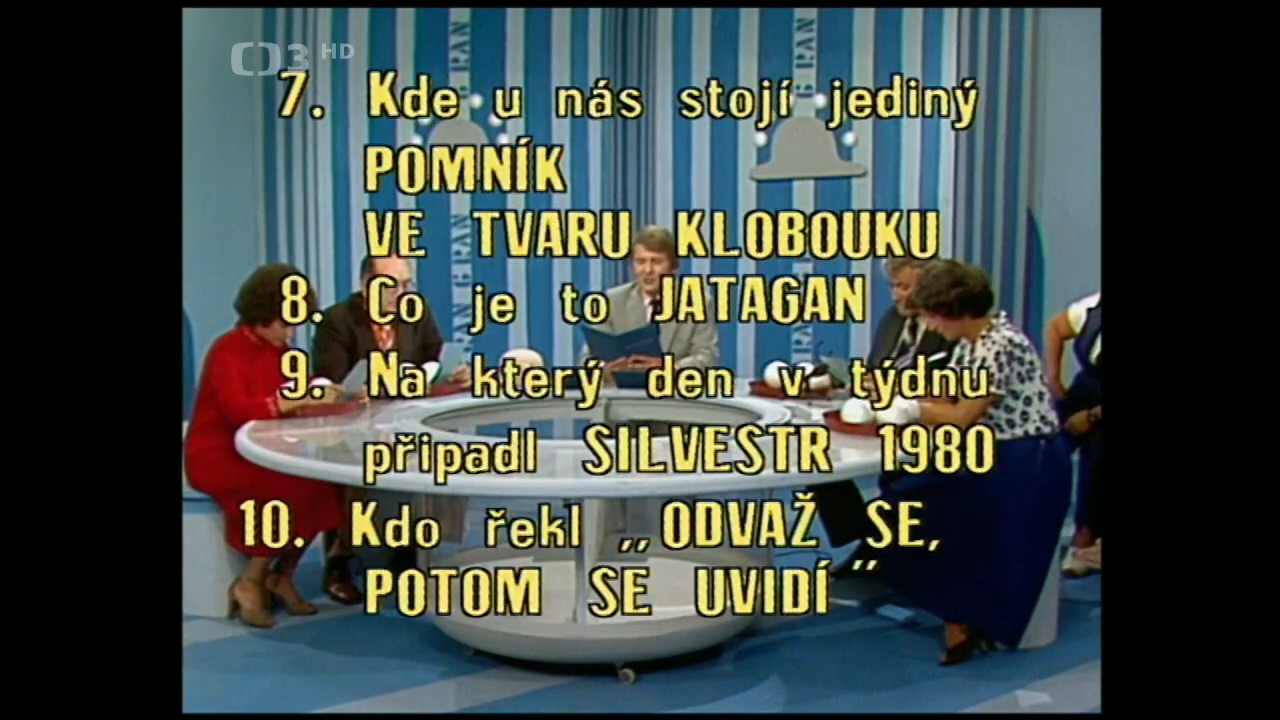 3 HD
7. Kde u nás stojí jediný
POMNÍK
VE TVARU KLOBOUKU
8. Co je to JATAGAN
9. Na který den v týdnu
připadl SILVESTR 1980
10. Kdo řekl „ODVAŽ SE,
POTOM SE UVIDÍ”